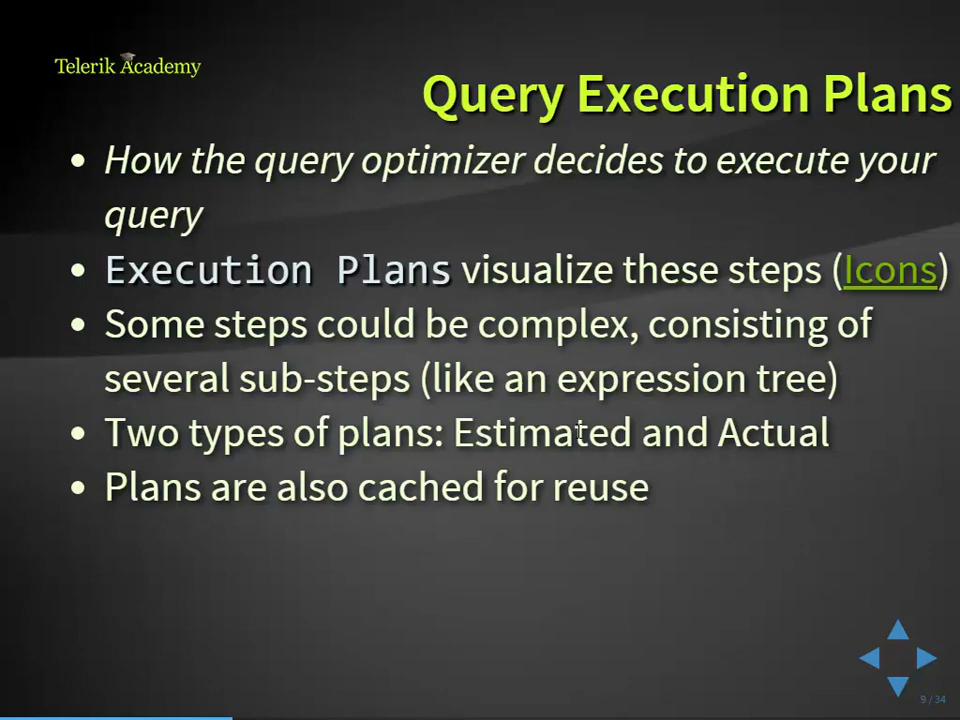 Telerik Academy
Query Execution Plans
• How the query optimizer decides to execute your
query
• Execution Plans visualize these steps (Icons)
• Some steps could be complex, consisting of
several sub-steps (like an expression tree)
• Two types of plans: Estimated and Actual
• Plans are also cached for reuse
9 / 34